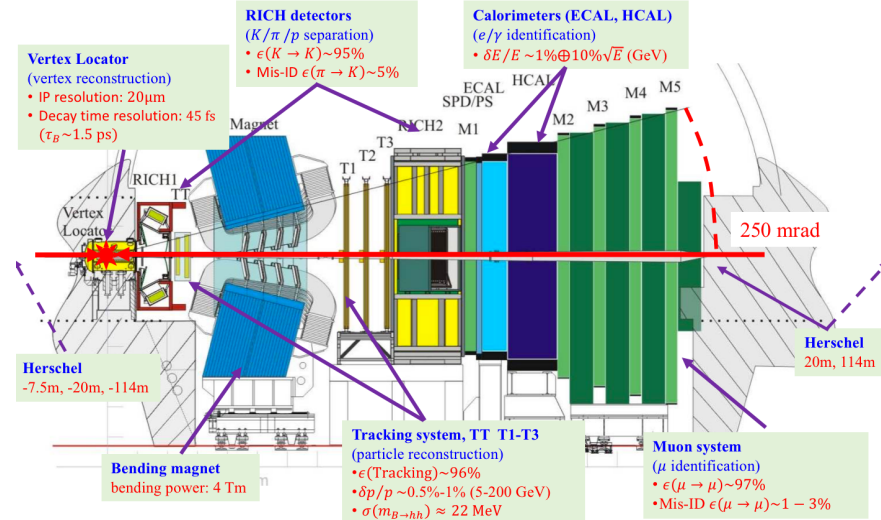 RICH detectors
(K/π/p separation)
• ϵ(K → K)~95%
• Mis-ID ϵ(π → K)~5%
Calorimeters (ECAL, HCAL)
(e/γ identification)
• δE/E ~1%⊕10%√E (GeV)
Vertex Locator
(vertex reconstruction)
• IP resolution: 20μm
• Decay time resolution: 45 fs
(τB~1.5 ps)
Magnet
RICH1
TT
Vertex
Locato
T1
T2
T3
RICH2
M1
SPD/PS
ECAL
HCAL
M2
M3
M4
M5
250 mrad
Herschel
-7.5m, -20m, -114m
Herschel
20m, 114m
Bending magnet
bending power: 4 Tm
Tracking system, TT T1-T3
(particle reconstruction)
•ϵ(Tracking)~96%
•δp/p ~0.5%-1% (5-200 GeV)
•σ(mB→hh) ≈ 22 MeV
Muon system
(μ identification)
• ϵ(μ → μ)~97%
•Mis-ID ϵ(μ → μ)~1 − 3%